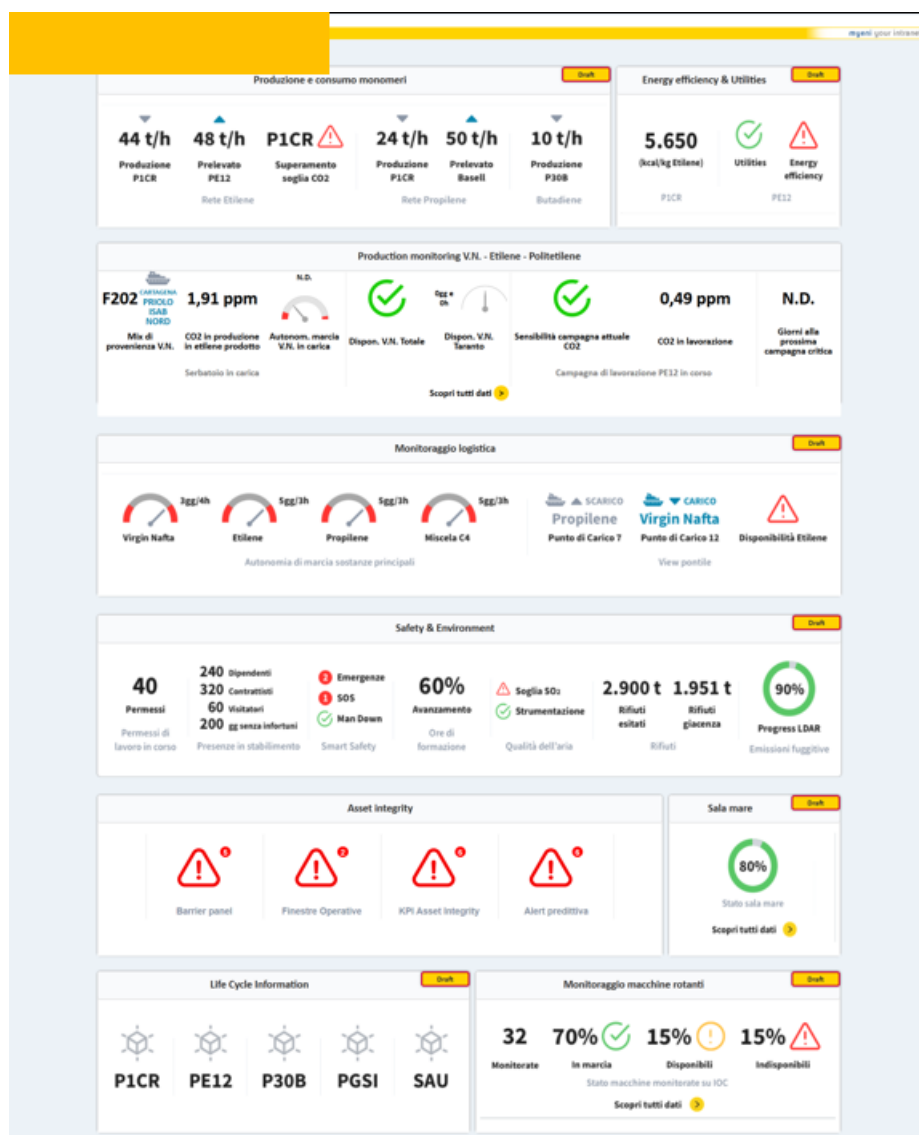 myeni your intrane
Produzione e consumo monomeri
Draft
44 t/h
Produzione
P1CR
48 t/h
Prelevato
PE12
P1CR
Superamento
soglia CO2
Rete Etilene
24 t/h
Produzione
P1CR
50 t/h
Prelevato
Basell
Rete Propilene
10 t/h
Produzione
P30B
Butadiene
Energy efficiency & Utilities
Draft
5.650
(kcal/kg Etilene)
P1CR
Utilities
Energy
efficiency
PE12
Production monitoring V.N. - Etilene - Politetilene
F202
CARTAGENA
PRIOLO
ISAB
NORD
Mix di
provenienza V.N.
1,91 ppm
CO2 in produzione
in etilene prodotto
N.D.
Autonom. marcia
V.N. in carica
Serbatoio in carica
Dispon. V.N. Totale
0gg e
0h
Dispon. V.N.
Taranto
Sensibilità campagna attuale
CO2
0,49 ppm
CO2 in lavorazione
Campagna di lavorazione PE12 in corso
N.D.
Giorni alla
prossima
campagna critica
Scopri tutti dati
Monitoraggio logistica
Draft
3gg/4h
Virgin Nafta
5gg/3h
Etilene
5gg/3h
Propilene
5gg/3h
Miscela C4
Autonomia di marcia sostanze principali
SCARICO
Propilene
Punto di Carico 7
CARICO
Virgin Nafta
Punto di Carico 12
View pontile
Disponibilità Etilene
Safety & Environment
Draft
40
Permessi
Permessi di
lavoro in corso
240 Dipendenti
320 Contrattisti
60 Visitatori
200 gg senza infortuni
Presenze in stabilimento
2 Emergenze
1 SOS
Man Down
Smart Safety
60%
Avanzamento
Ore di
formazione
Soglia SO2
Strumentazione
Qualità dell'aria
2.900 t
Rifiuti
esitati
1.951 t
Rifiuti
giacenza
Rifiuti
90%
Progress LDAR
Emissioni fuggitive
Asset integrity
Barrier panel
2
Finestre Operative
KPI Asset Integrity
Alert predittiva
Sala mare
Draft
80%
Stato sala mare
Scopri tutti dati
Life Cycle Information
Draft
P1CR
PE12
P30B
PGSI
SAU
Monitoraggio macchine rotanti
Draft
32
Monitorate
70%
In marcia
15%
Disponibili
15%
Indisponibili
Stato macchine monitorate su IOC
Scopri tutti dati